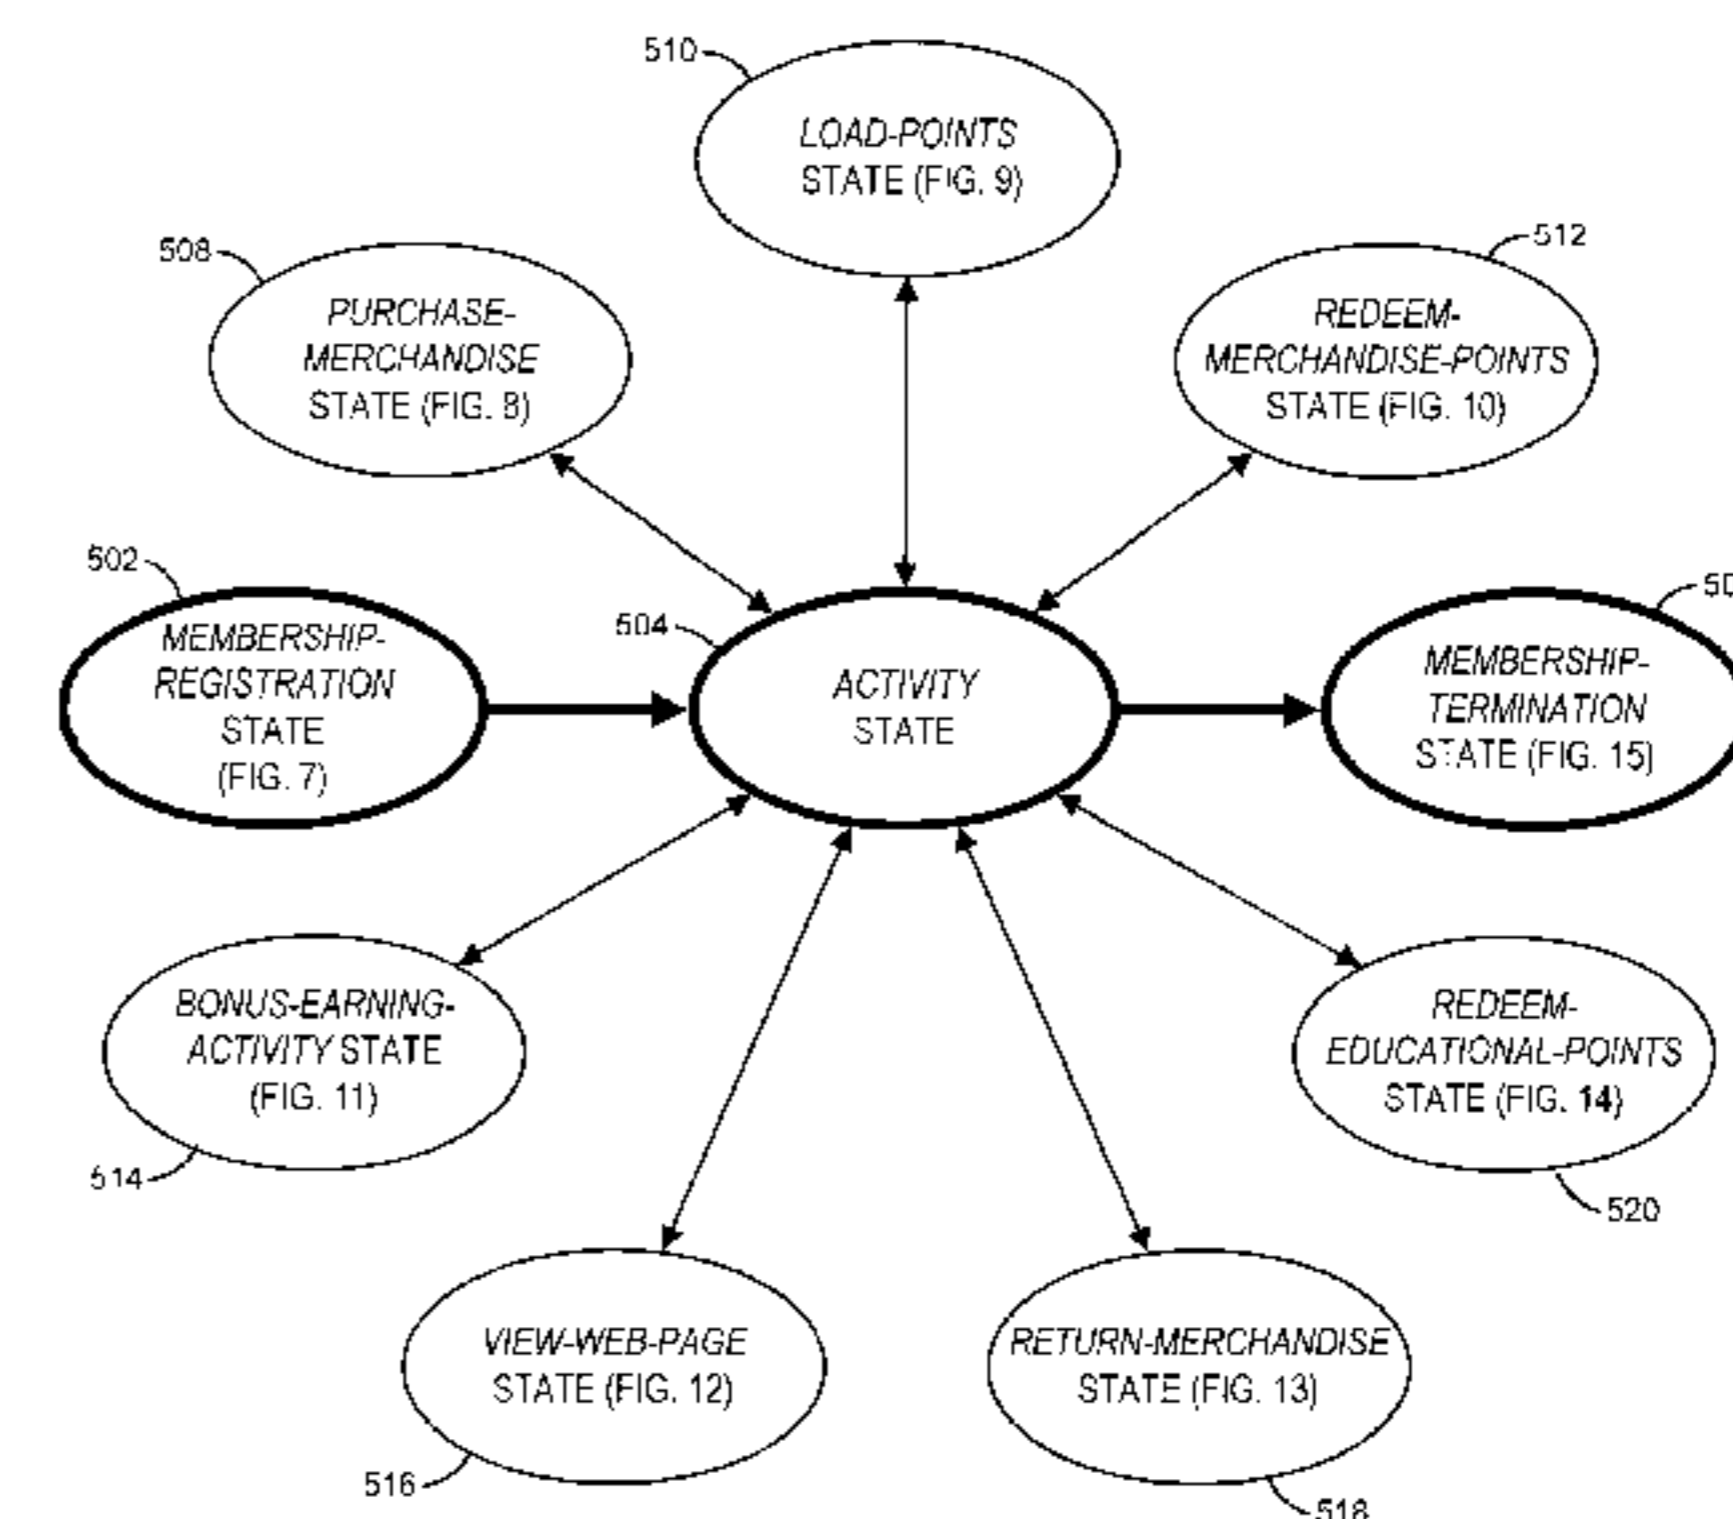 510
LOAD-POINTS
STATE (FIG. 9)
508
PURCHASE-
MERCHANDISE
STATE (FIG. 8)
512
REDEEM-
MERCHANDISE-POINTS
STATE (FIG. 10)
502
MEMBERSHIP-
REGISTRATION
STATE
(FIG. 7)
504
ACTIVITY
STATE
MEMBERSHIP-
TERMINATION
STATE (FIG. 15)
BONUS-EARNING-
ACTIVITY STATE
(FIG. 11)
514
REDEEM-
EDUCATIONAL-POINTS
STATE (FIG. 14)
520
VIEW-WEB-PAGE
STATE (FIG. 12)
516
RETURN-MERCHANDISE
STATE (FIG. 13)
518